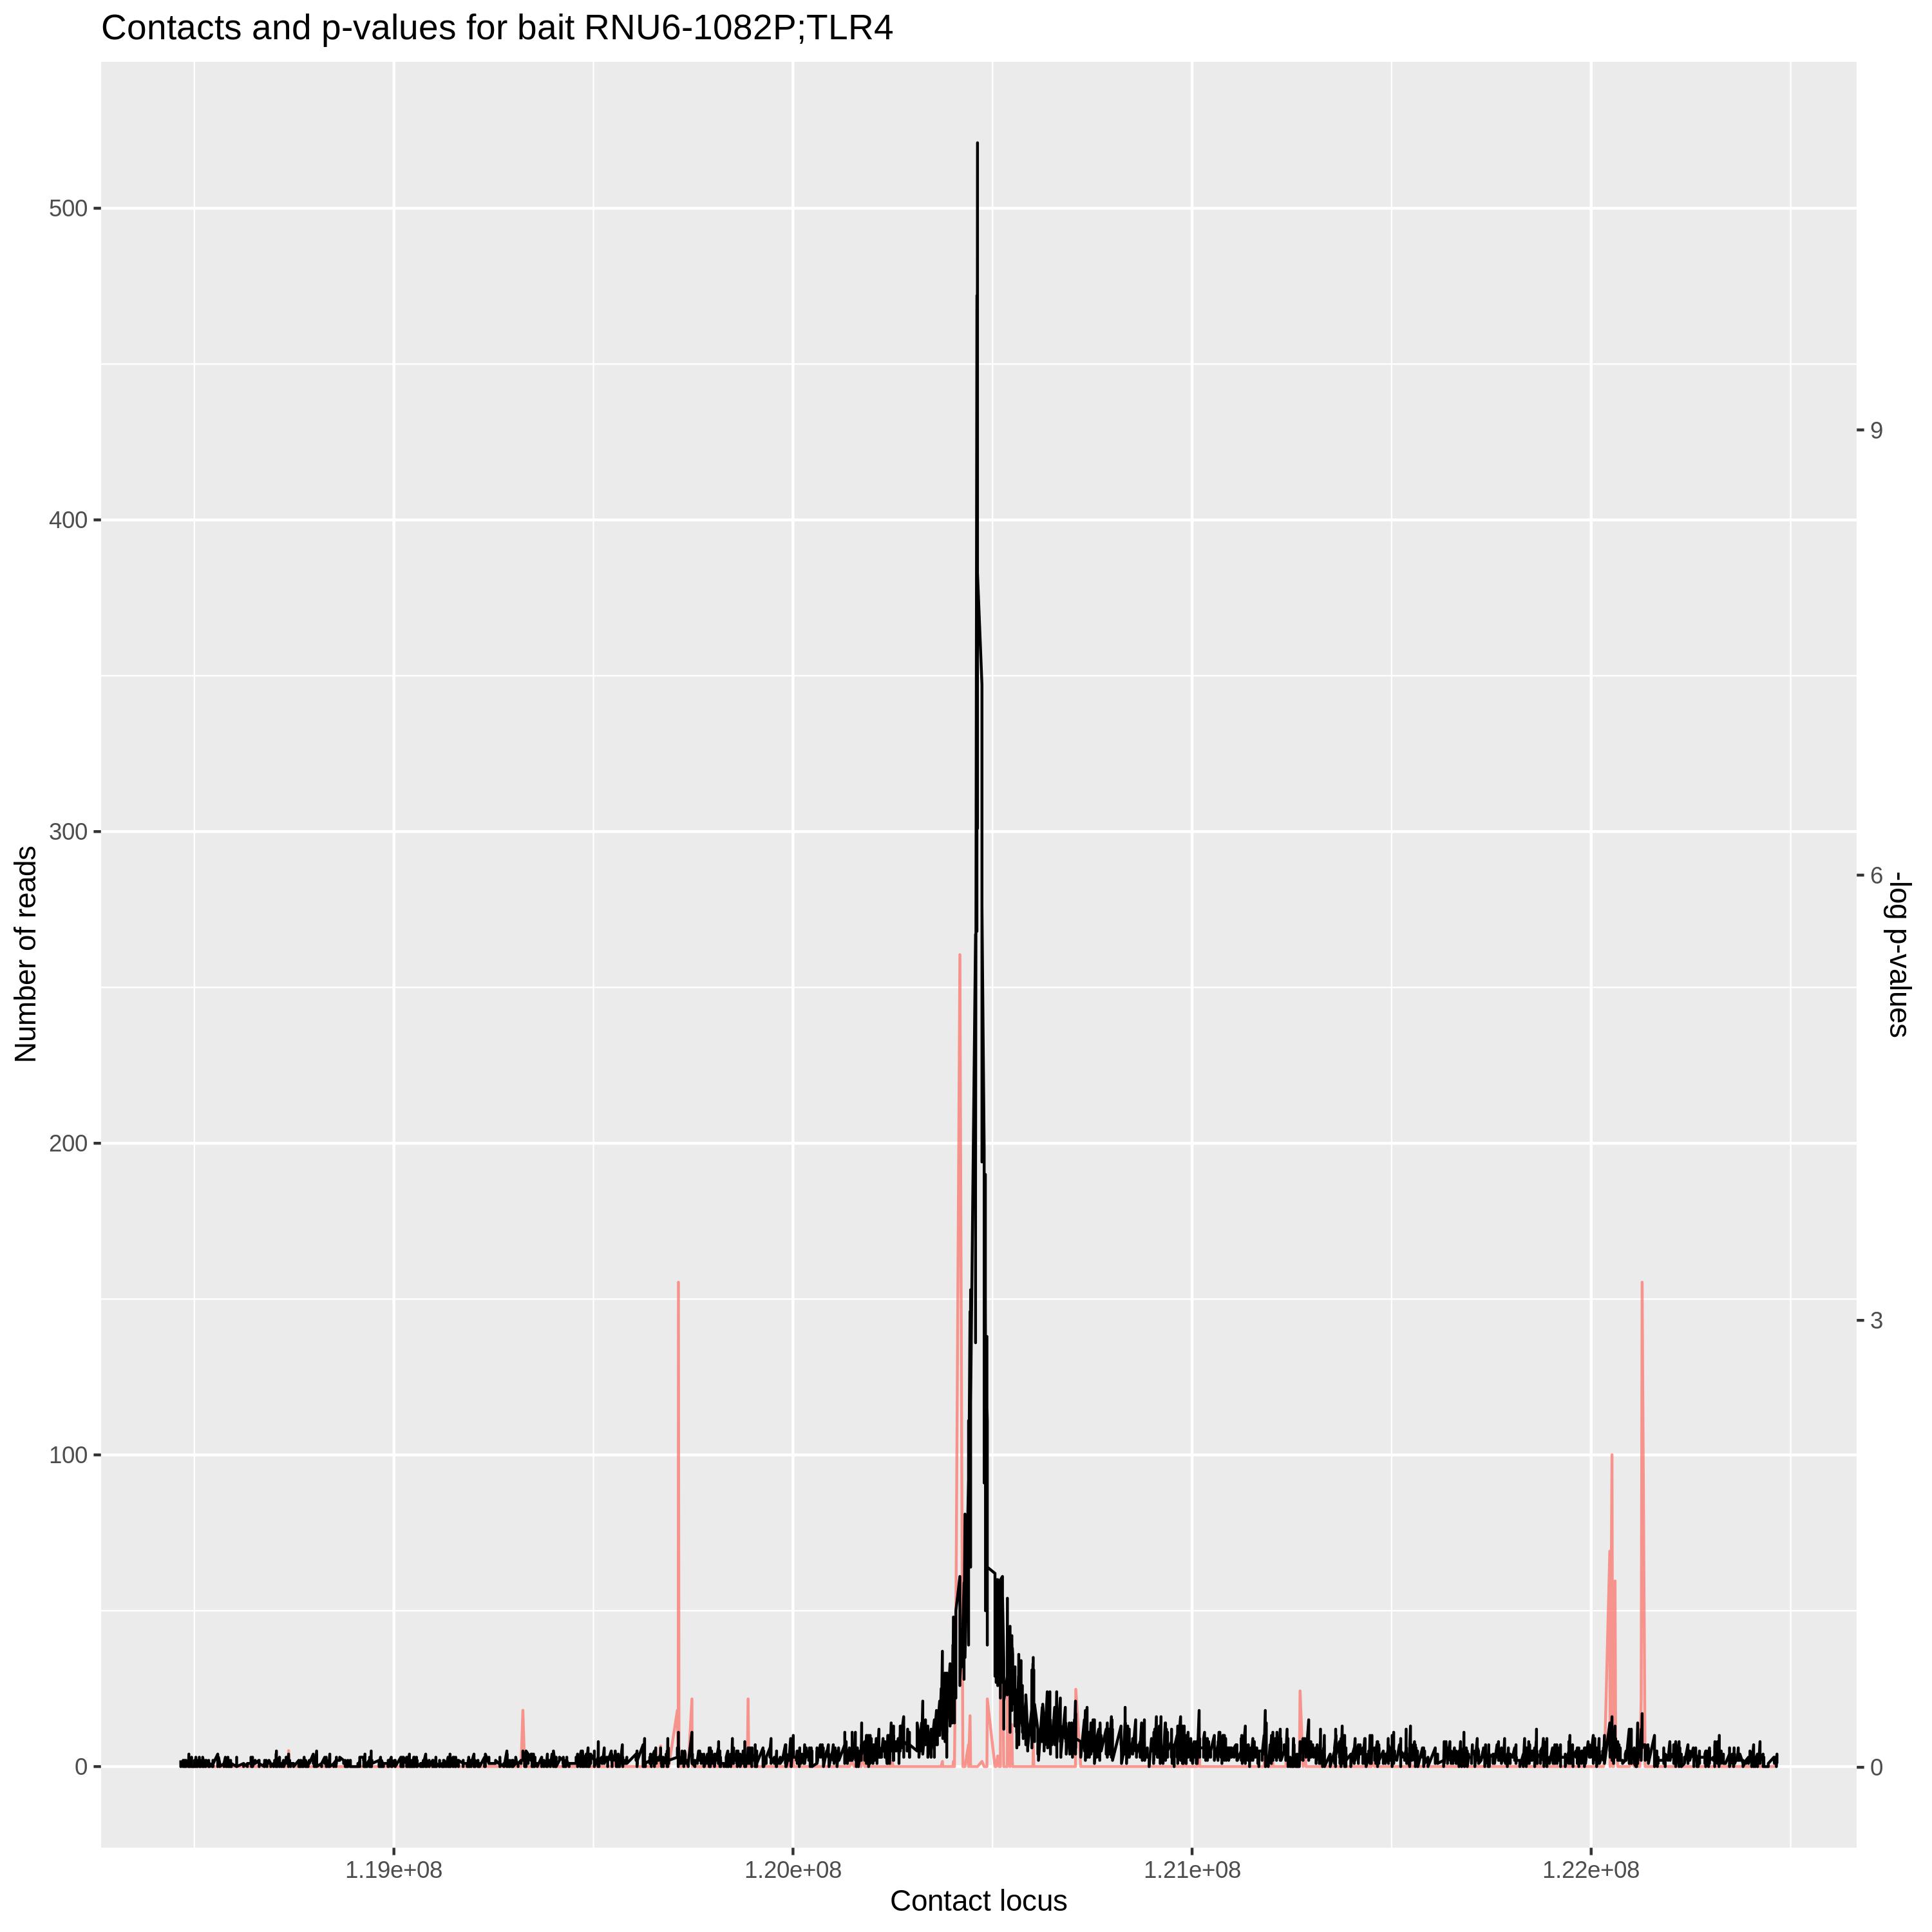 Contacts and p-values for bait RNU6-1082P;TLR4
Number of reads
500
400
300
200
100
0
9
6
3
0
-log p-values
1.19e+08
1.20e+08
1.21e+08
1.22e+08
Contact locus